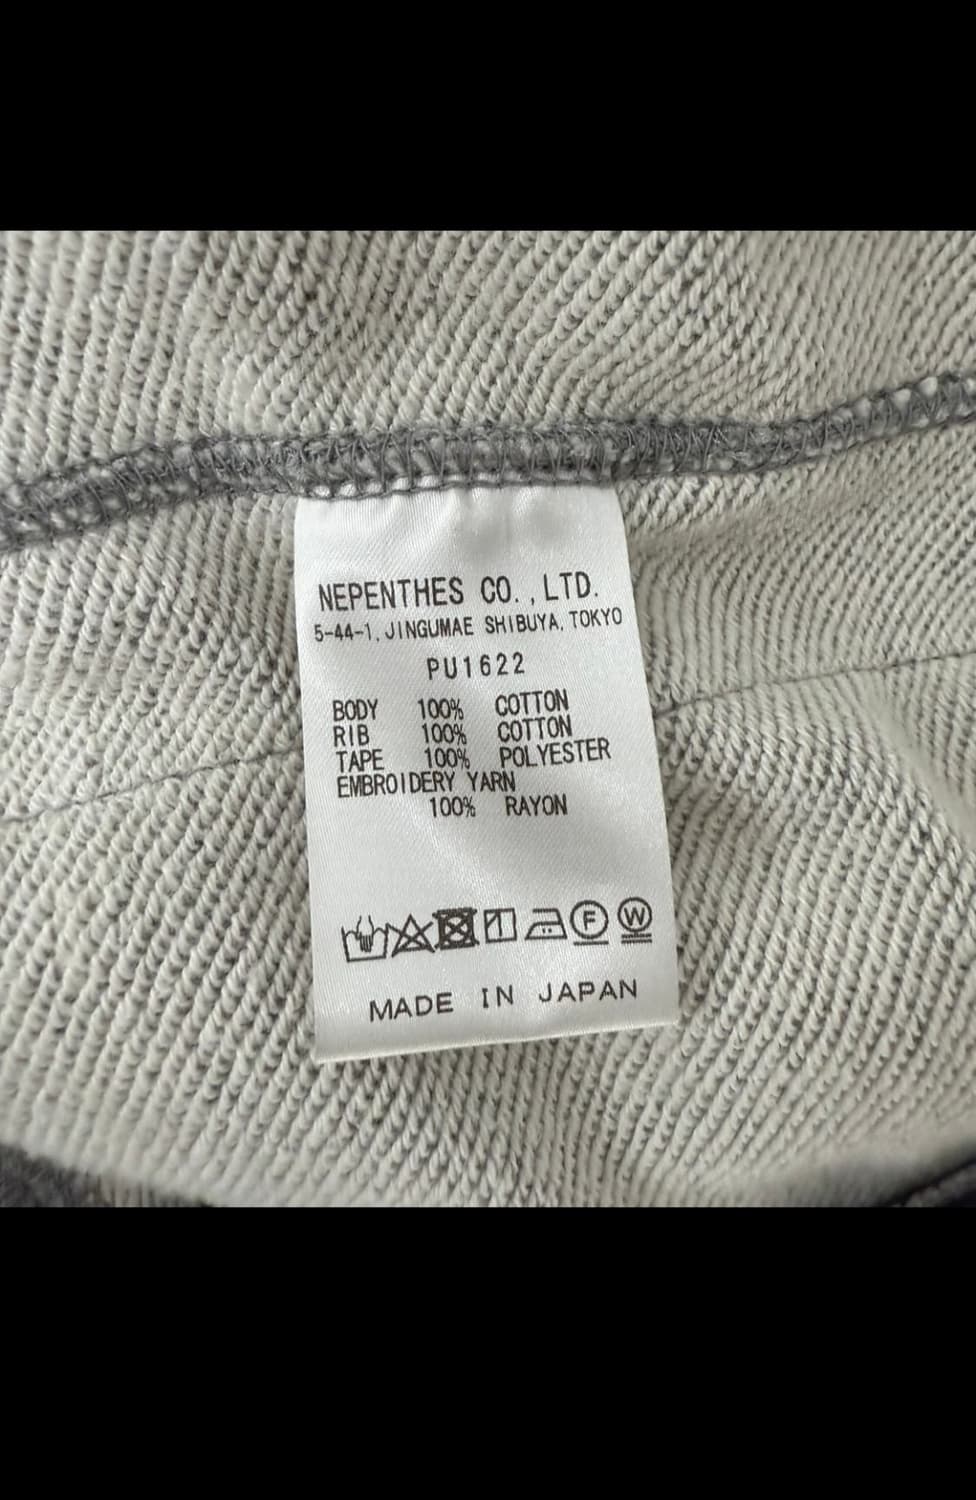 NEPENTHES CO., LTD.
5-44-1, JINGUMAE SHIBUYA, TOKYO
PU1622
BODY 100% COTTON
RIB 100% COTTON
TAPE 100% POLYESTER
EMBROIDERY YARN
100% RAYON
F W
MADE IN JAPAN